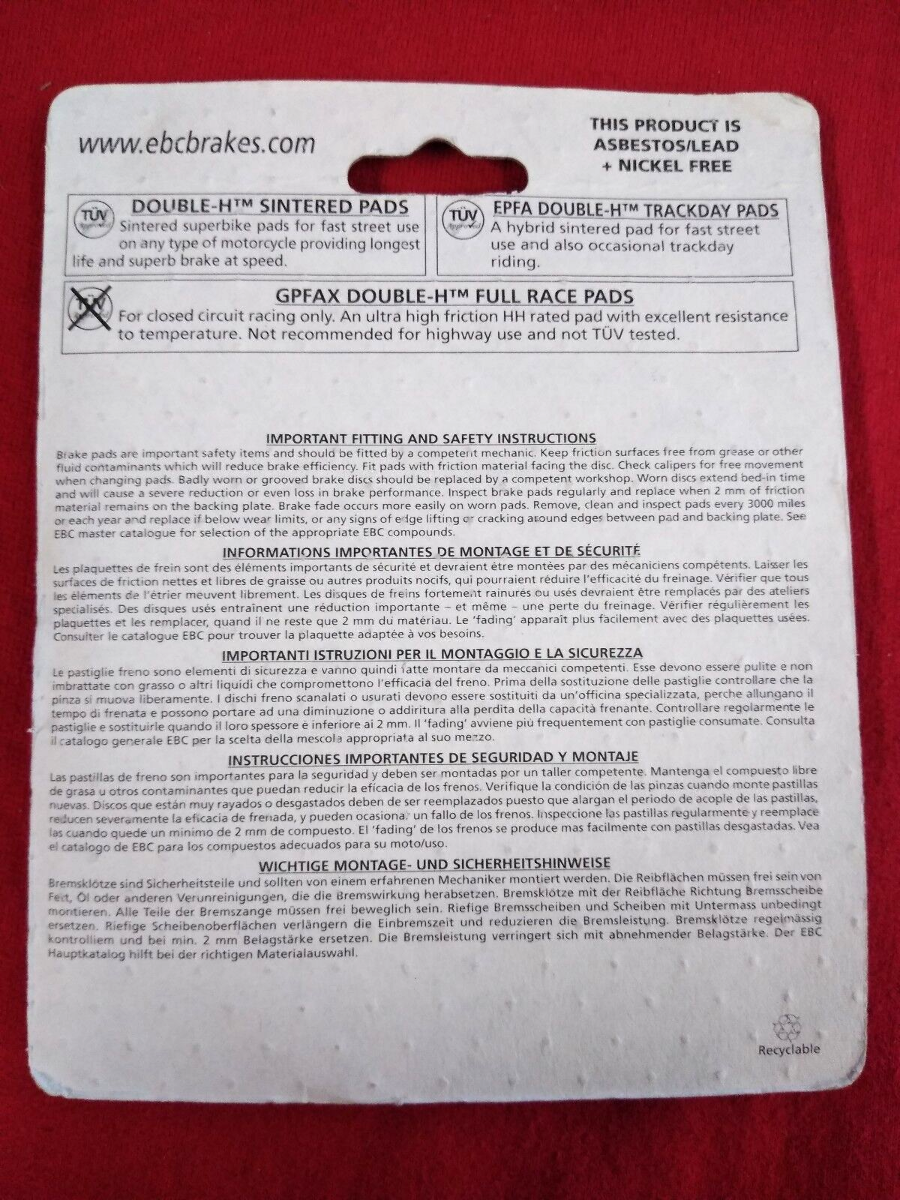 www.ebcbrakes.com
THIS PRODUCT IS
ASBESTOS/LEAD
+ NICKEL FREE
TÜV
DOUBLE-H™ SINTERED PADS
Sintered superbike pads for fast street use
on any type of motorcycle providing longest
life and superb brake at speed.
TÜV
EPFA DOUBLE-H™ TRACKDAY PADS
A hybrid sintered pad for fast street
use and also occasional trackday
riding.
TÜV
GPFAX DOUBLE-H™ FULL RACE PADS
For closed circuit racing only. An ultra high friction HH rated pad with excellent resistance
to temperature. Not recommended for highway use and not TÜV tested.
IMPORTANT FITTING AND SAFETY INSTRUCTIONS
Brake pads are important safety items and should be fitted by a competent mechanic. Keep friction surfaces free from grease or other
fluid contaminants which will reduce brake efficiency. Fit pads with friction material facing the disc. Check calipers for free movement
when changing pads. Badly worn or grooved brake discs should be replaced by a competent workshop. Worn discs extend bed-in time
and will cause a severe reduction or even loss in brake performance. Inspect brake pads regularly and replace when 2 mm of friction
material remains on the backing plate. Brake fade occurs more easily on worn pads. Remove, clean and inspect pads every 3000 miles
or each year and replace if below wear limits, or any signs of edge lifting or cracking around edges between pad and backing plate. See
EBC master catalogue for selection of the appropriate EBC compounds.
INFORMATIONS IMPORTANTES DE MONTAGE ET DE SÉCURITÉ
Les plaquettes de frein sont des éléments importants de sécurité et devraient être montées par des mécaniciens compétents. Laisser les
surfaces de friction nettes et libres de graisse ou autres produits nocifs, qui pourraient réduire l'efficacité du freinage. Vérifier que tous
les éléments de l'étrier meuvent librement. Les disques de freins fortement rainurés ou usés devraient être remplacés par des ateliers
specialisés. Des disques usés entraînent une réduction importante – et même – une perte du freinage. Vérifier régulièrement les
plaquettes et les remplacer, quand il ne reste que 2 mm du matériau. Le 'fading' apparaît plus facilement avec des plaquettes usées.
Consulter le catalogue EBC pour trouver la plaquette adaptée à vos besoins.
IMPORTANTI ISTRUZIONI PER IL MONTAGGIO E LA SICUREZZA
Le pastiglie freno sono elementi di sicurezza e vanno quindi fatte montare da meccanici competenti. Esse devono essere pulite e non
imbrattate con grasso o altri liquidi che compromettono l'efficacia del freno. Prima della sostituzione delle pastiglie controllare che la
pinza si muova liberamente. I dischi freno scanalati o usurati devono essere sostituiti da un'officina specializzata, perche allungano il
tempo di frenata e possono portare ad una diminuzione o addiritura alla perdita della capacità frenante. Controllare regolarmente le
pastiglie e sostituirle quando il loro spessore è inferiore ai 2 mm. Il 'fading' avviene più frequentemente con pastiglie consumate. Consulta
il catalogo generale EBC per la scelta della mescola appropriata al suo mezzo.
INSTRUCCIONES IMPORTANTES DE SEGURIDAD Y MONTAJE
Las pastillas de freno son importantes para la seguridad y deben ser montadas por un taller competente. Mantenga el compuesto libre
de grasa u otros contaminantes que puedan reducir la eficacia de los frenos. Verifique la condición de las pinzas cuando monte pastillas
nuevas. Discos que están muy rayados o desgastados deben de ser reemplazados puesto que alargan el periodo de acople de las pastillas,
reducen severamente la eficacia de frenada, y pueden ocasionar un fallo de los frenos. Inspeccione las pastillas regularmente y reemplace
las cuando quede un minimo de 2 mm de compuesto. El 'fading' de los frenos se produce mas facilmente con pastillas desgastadas. Vea
el catalogo de EBC para los compuestos adecuados para su moto/uso.
WICHTIGE MONTAGE- UND SICHERHEITSHINWEISE
Bremsklötze sind Sicherheitsteile und sollten von einem erfahrenen Mechaniker montiert werden. Die Reibflächen müssen frei sein von
Fett, Öl oder anderen Verunreinigungen, die die Bremswirkung herabsetzen. Bremsklötze mit der Reibfläche Richtung Bremsscheibe
montieren. Alle Teile der Bremszange müssen frei beweglich sein. Riefige Bremsscheiben und Scheiben mit Untermass unbedingt
ersetzen. Riefige Scheibenoberflächen verlängern die Einbremszeit und reduzieren die Bremsleistung. Bremsklötze regelmässig
kontrolliern und bei min. 2 mm Belagstärke ersetzen. Die Bremsleistung verringert sich mit abnehmender Belagstärke. Der EBC
Hauptkatalog hilft bei der richtigen Materialauswahl.
Recyclable